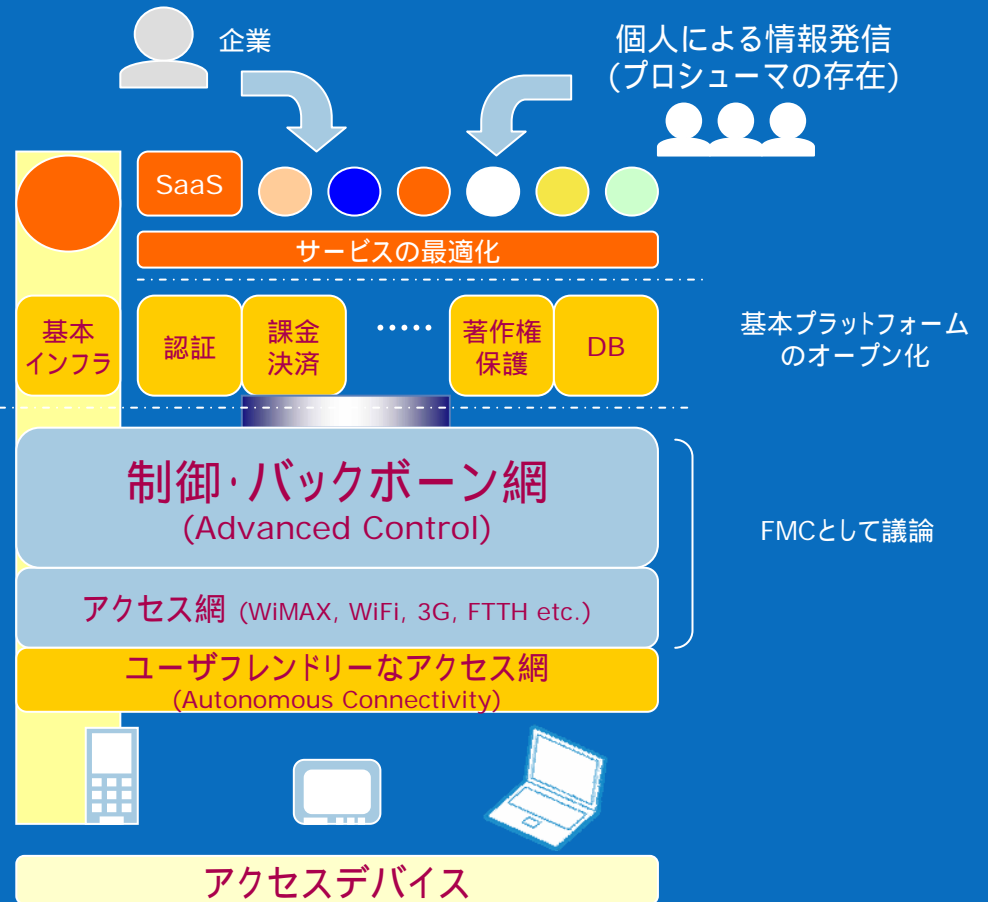 企業
個人による情報発信
(プロシューマの存在)
SaaS
サービスの最適化
基本
インフラ
認証
課金
決済
・・・・・
著作権
保護
DB
基本プラットフォーム
のオープン化
制御・バックボーン網
(Advanced Control)
FMCとして議論
アクセス網 (WiMAX, WiFi, 3G, FTTH etc.)
ユーザフレンドリーなアクセス網
(Autonomous Connectivity)
アクセスデバイス